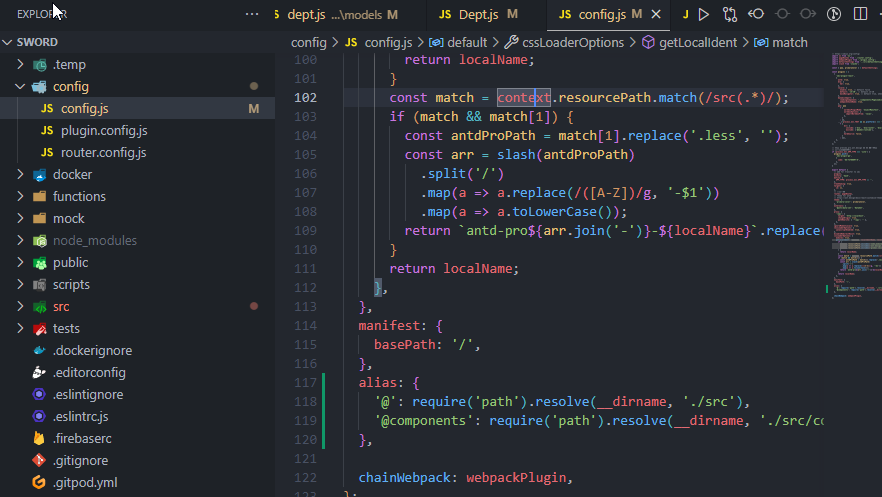 EXPLORER
···
dept.js ...\models M
Dept.js M
JS config.js M ×
SWORD
config > JS config.js > default > cssLoaderOptions > getLocalIdent > match
.temp
config
JS config.js M
JS plugin.config.js
JS router.config.js
docker
functions
mock
node_modules
public
scripts
src
tests
.dockerignore
.editorconfig
.eslintignore
.eslintrc.js
.firebaserc
.gitignore
.gitpod.yml
100 return localName;
101 }
102 const match = context.resourcePath.match(/src(.*)/);
103 if (match && match[1]) {
104 const antdProPath = match[1].replace('.less', '');
105 const arr = slash(antdProPath)
106 .split('/')
107 .map(a => a.replace(/([A-Z])/g, '-$1'))
108 .map(a => a.toLowerCase());
109 return `antd-pro${arr.join('-')}-${localName}`.replace(
110 }
111 return localName;
112 },
113 },
114 manifest: {
115 basePath: '/',
116 },
117 alias: {
118 '@': require('path').resolve(__dirname, './src'),
119 '@components': require('path').resolve(__dirname, './src/co
120 },
121
122 chainWebpack: webpackPlugin,
123 };